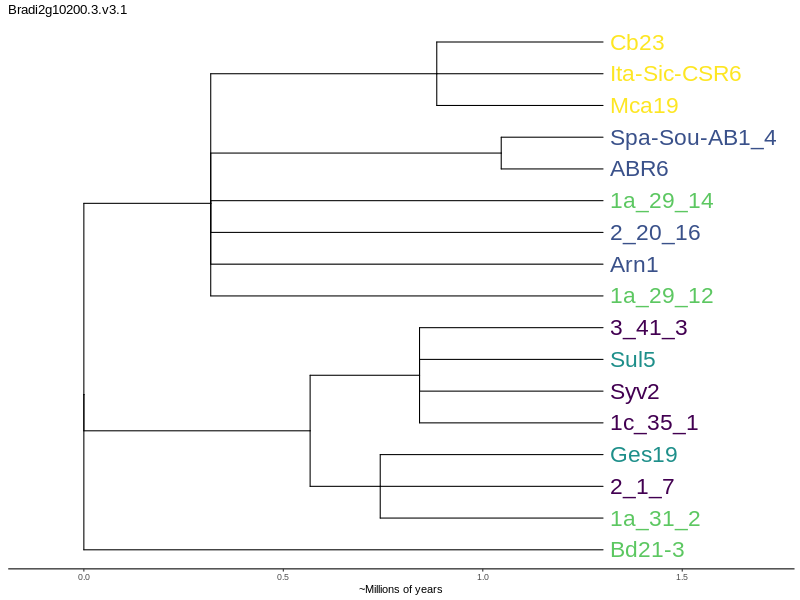 Bradi2g10200.3.v3.1
Cb23
Ita-Sic-CSR6
Mca19
Spa-Sou-AB1_4
ABR6
1a_29_14
2_20_16
Arn1
1a_29_12
3_41_3
Sul5
Syv2
1c_35_1
Ges19
2_1_7
1a_31_2
Bd21-3
0.0 0.5 1.0 1.5
~Millions of years